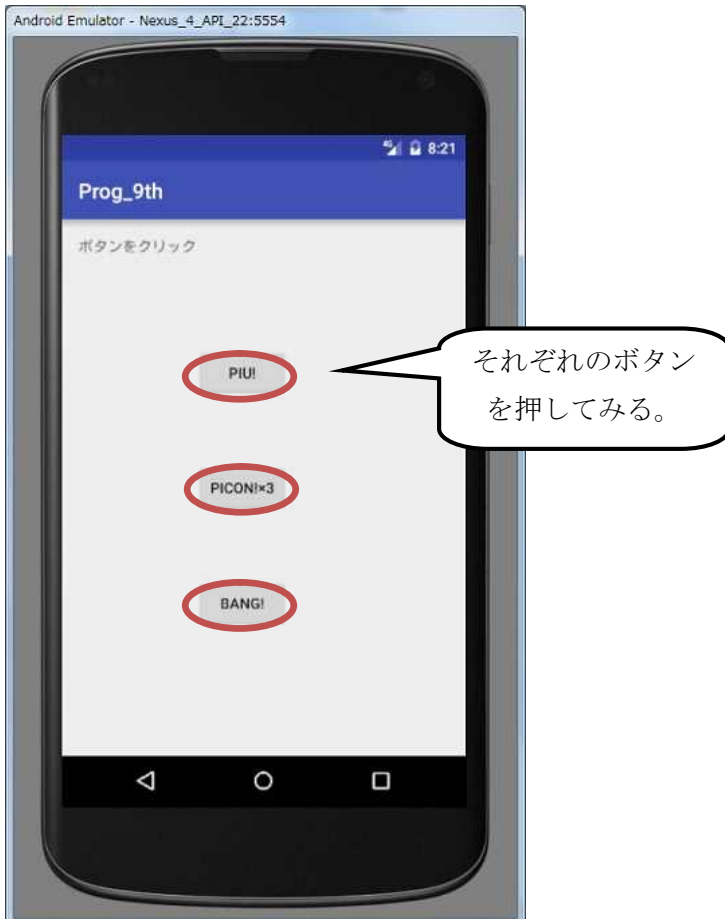 Android Emulator - Nexus_4_API_22:5554
4G 8:21
Prog_9th
ボタンをクリック
PIU!
それぞれのボタン
を押してみる。
PICON!×3
BANG!